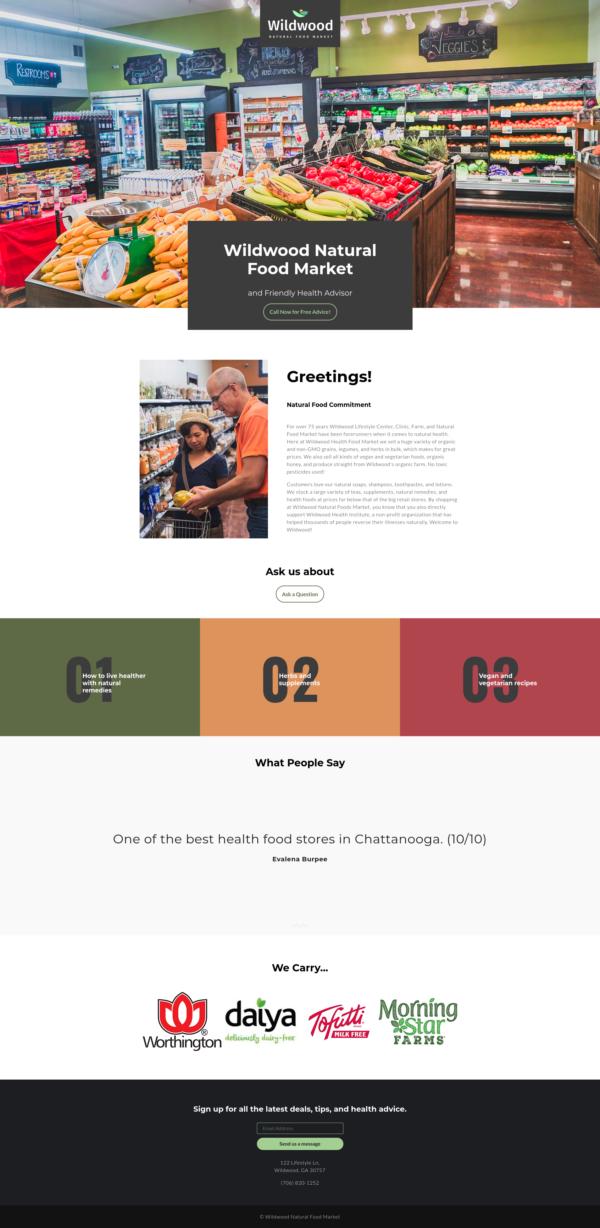 Wildwood
NATURAL FOOD MARKET
VEGGIES
RESTROOMS
Wildwood Natural
Food Market
and Friendly Health Advisor
Call Now for Free Advice!
Greetings!
Natural Food Commitment
For over 75 years Wildwood Lifestyle Center, Clinic, Farm, and Natural
Food Market have been forerunners when it comes to natural health.
Here at Wildwood Health Food Market we sell a huge variety of organic
and non-GMO grains, legumes, and herbs in bulk, which makes for great
prices. We also sell all kinds of vegan and vegetarian foods, organic
honey, and produce straight from Wildwood's organic farm. No toxic
pesticides used!
Customers love our natural soaps, shampoos, toothpastes, and lotions.
We stock a large variety of teas, supplements, natural remedies, and
health foods at prices far below that of the big retail stores. By shopping
at Wildwood Natural Foods Market, you know that you also directly
support Wildwood Health Institute, a non-profit organization that has
helped thousands of people reverse their illnesses naturally. Welcome to
Wildwood!
Ask us about
Ask a Question
01
How to live healther
with natural
remedies
02
Herbs and
supplements
03
Vegan and
vegetarian recipes
What People Say
One of the best health food stores in Chattanooga. (10/10)
Evalena Burpee
We Carry...
Worthington®
daiya
deliciously dairy-free
Tofutti
MILK FREE
Morning
Star
FARMS
Sign up for all the latest deals, tips, and health advice.
Email Address
Send us a message
122 Lifestyle Ln,
Wildwood, GA 30757
(706) 820-1252
© Wildwood Natural Food Market